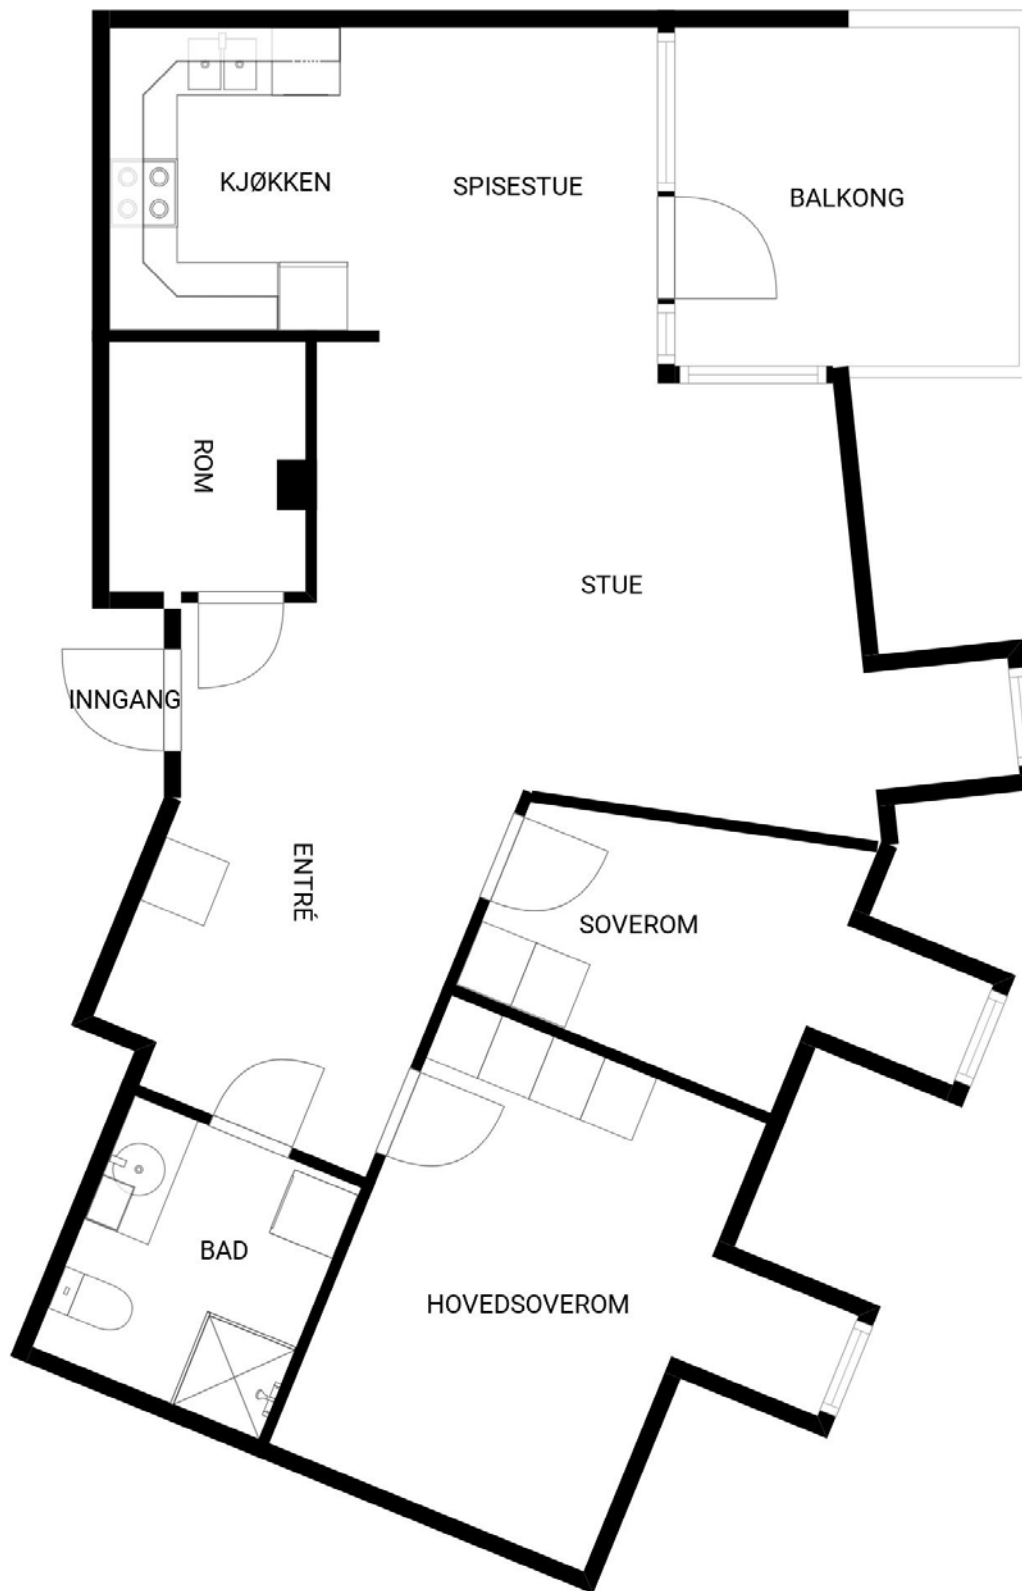 KJØKKEN
SPISESTUE
BALKONG
ROM
STUE
INNGANG
ENTRÉ
SOVEROM
BAD
HOVEDSOVEROM